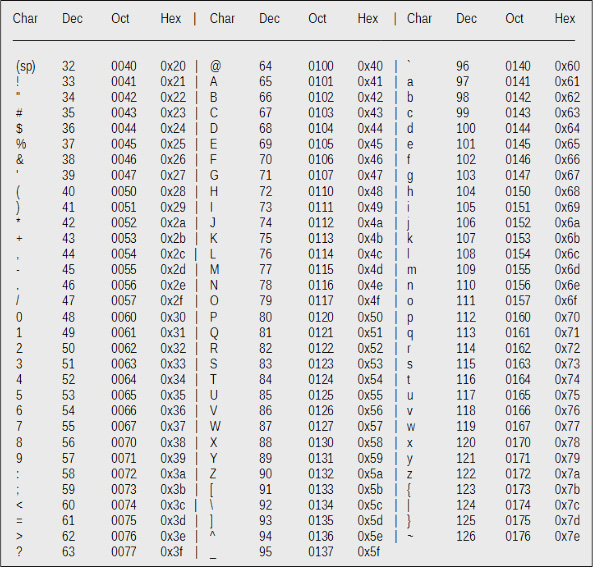 Char Dec Oct Hex | Char Dec Oct Hex | Char Dec Oct Hex
(sp) 32 0040 0x20 | @ 64 0100 0x40 | ` 96 0140 0x60
! 33 0041 0x21 | A 65 0101 0x41 | a 97 0141 0x61
" 34 0042 0x22 | B 66 0102 0x42 | b 98 0142 0x62
# 35 0043 0x23 | C 67 0103 0x43 | c 99 0143 0x63
$ 36 0044 0x24 | D 68 0104 0x44 | d 100 0144 0x64
% 37 0045 0x25 | E 69 0105 0x45 | e 101 0145 0x65
& 38 0046 0x26 | F 70 0106 0x46 | f 102 0146 0x66
' 39 0047 0x27 | G 71 0107 0x47 | g 103 0147 0x67
( 40 0050 0x28 | H 72 0110 0x48 | h 104 0150 0x68
) 41 0051 0x29 | I 73 0111 0x49 | i 105 0151 0x69
* 42 0052 0x2a | J 74 0112 0x4a | j 106 0152 0x6a
+ 43 0053 0x2b | K 75 0113 0x4b | k 107 0153 0x6b
, 44 0054 0x2c | L 76 0114 0x4c | l 108 0154 0x6c
- 45 0055 0x2d | M 77 0115 0x4d | m 109 0155 0x6d
. 46 0056 0x2e | N 78 0116 0x4e | n 110 0156 0x6e
/ 47 0057 0x2f | O 79 0117 0x4f | o 111 0157 0x6f
0 48 0060 0x30 | P 80 0120 0x50 | p 112 0160 0x70
1 49 0061 0x31 | Q 81 0121 0x51 | q 113 0161 0x71
2 50 0062 0x32 | R 82 0122 0x52 | r 114 0162 0x72
3 51 0063 0x33 | S 83 0123 0x53 | s 115 0163 0x73
4 52 0064 0x34 | T 84 0124 0x54 | t 116 0164 0x74
5 53 0065 0x35 | U 85 0125 0x55 | u 117 0165 0x75
6 54 0066 0x36 | V 86 0126 0x56 | v 118 0166 0x76
7 55 0067 0x37 | W 87 0127 0x57 | w 119 0167 0x77
8 56 0070 0x38 | X 88 0130 0x58 | x 120 0170 0x78
9 57 0071 0x39 | Y 89 0131 0x59 | y 121 0171 0x79
: 58 0072 0x3a | Z 90 0132 0x5a | z 122 0172 0x7a
; 59 0073 0x3b | [ 91 0133 0x5b | { 123 0173 0x7b
< 60 0074 0x3c | \ 92 0134 0x5c | | 124 0174 0x7c
= 61 0075 0x3d | ] 93 0135 0x5d | } 125 0175 0x7d
> 62 0076 0x3e | ^ 94 0136 0x5e | ~ 126 0176 0x7e
? 63 0077 0x3f | _ 95 0137 0x5f